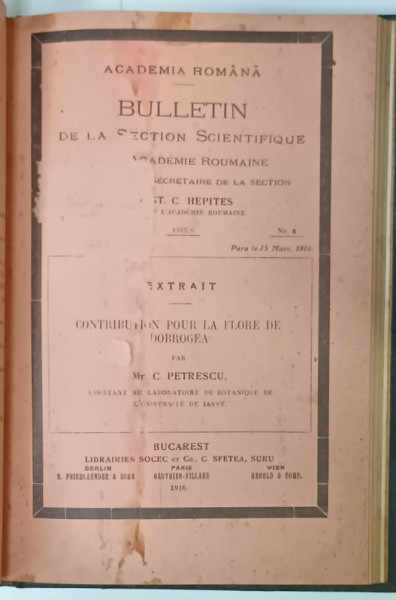 ACADEMIA ROMÂNĂ
BULLETIN
DE LA SECTION SCIENTIFIQUE
ACADÉMIE ROUMAINE
SECRÉTAIRE DE LA SECTION
ST. C. HEPITES
L'ACADÉMIE ROUMAINE.
Nr. 6
Paru le 15 Mars, 1916
EXTRAIT
CONTRIBUTION POUR LA FLORE DE
DOBROGEA
PAR
Mr. C. PETRESCU,
ASSISTANT AU LABORATOIRE DE BOTANIQUE DE
L'UNIVERSITÉ DE IASSY.
BUCAREST
LIBRAIRIES SOCEC ET Co., C. SFETEA, SURU
BERLIN PARIS WIEN
R. FRIEDLAENDER & SOHN GAUTHIER-VILLARS GEROLD & COMP.
1916.